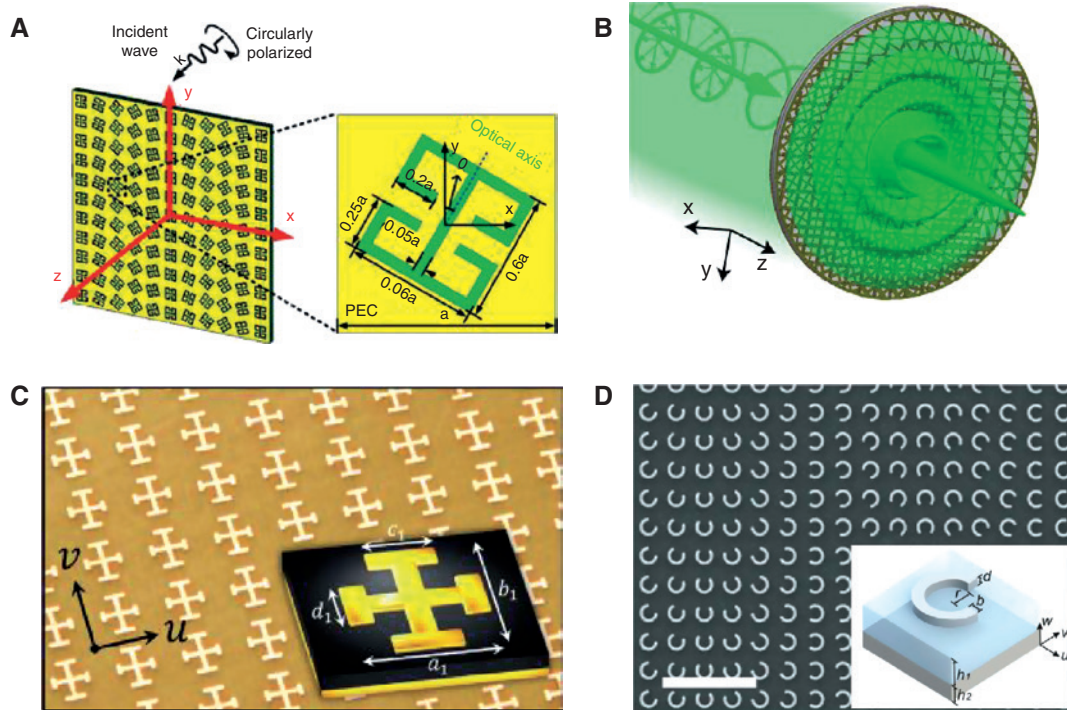 A
Incident
wave
Circularly
polarized
k
y
x
z
Optical axis
y
0
x
0.2a
0.25a
0.05a
0.06a
0.6a
PEC
a
B
x
y
z
C
v
u
c₁
b₁
d₁
a₁
D
d
r
b
w
v
u
h₁
h₂